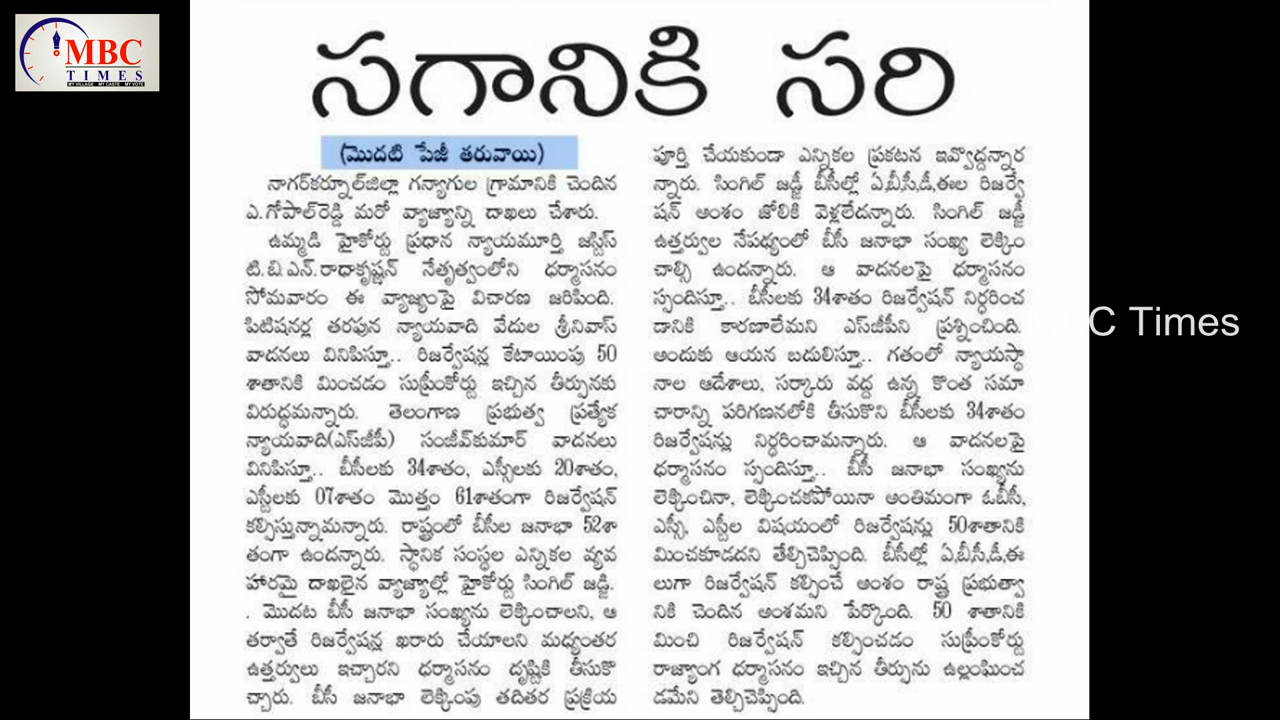 MBC
TIMES
MY VILLAGE MY CASTE MY VOTE
సగానికి సరి
(మొదటి పేజీ తరువాయి)
నాగర్‌కర్నూల్‌జిల్లా గన్యాగుల గ్రామానికి చెందిన
ఎ.గోపాల్‌రెడ్డి మరో వ్యాజ్యాన్ని దాఖలు చేశారు.
ఉమ్మడి హైకోర్టు ప్రధాన న్యాయమూర్తి జస్టిస్
టి.బి.ఎన్.రాధాకృష్ణన్ నేతృత్వంలోని ధర్మాసనం
సోమవారం ఈ వ్యాజ్యంపై విచారణ జరిపింది.
పిటిషనర్ల తరపున న్యాయవాది వేదుల శ్రీనివాస్
వాదనలు వినిపిస్తూ.. రిజర్వేషన్ల కేటాయింపు 50
శాతానికి మించడం సుప్రీంకోర్టు ఇచ్చిన తీర్పునకు
విరుద్ధమన్నారు. తెలంగాణ ప్రభుత్వ ప్రత్యేక
న్యాయవాది(ఎస్‌జీపీ) సంజీవ్‌కుమార్ వాదనలు
వినిపిస్తూ.. బీసీలకు 34శాతం, ఎస్సీలకు 20శాతం,
ఎస్టీలకు 07శాతం మొత్తం 61శాతంగా రిజర్వేషన్
కల్పిస్తున్నామన్నారు. రాష్ట్రంలో బీసీల జనాభా 52శా
తంగా ఉందన్నారు. స్థానిక సంస్థల ఎన్నికల వ్యవ
హారమై దాఖలైన వ్యాజ్యాల్లో హైకోర్టు సింగిల్ జడ్జి.
. మొదట బీసీ జనాభా సంఖ్యను లెక్కించాలని, ఆ
తర్వాతే రిజర్వేషన్ల ఖరారు చేయాలని మధ్యంతర
ఉత్తర్వులు ఇచ్చారని ధర్మాసనం దృష్టికి తీసుకొ
చ్చారు. బీసీ జనాభా లెక్కింపు తదితర ప్రక్రియ
పూర్తి చేయకుండా ఎన్నికల ప్రకటన ఇవ్వొద్దన్నార
న్నారు. సింగిల్ జడ్జీ బీసీల్లో ఏ,బీ,సీ,డీ,ఈల రిజర్వే
షన్ అంశం జోలికి వెళ్లలేదన్నారు. సింగిల్ జడ్జీ
ఉత్తర్వుల నేపథ్యంలో బీసీ జనాభా సంఖ్య లెక్కిం
చాల్సి ఉందన్నారు. ఆ వాదనలపై ధర్మాసనం
స్పందిస్తూ.. బీసీలకు 34శాతం రిజర్వేషన్ నిర్ధరించ
డానికి కారణాలేమని ఎస్‌జీపీని ప్రశ్నించింది.
అందుకు ఆయన బదులిస్తూ.. గతంలో న్యాయస్థా
నాల ఆదేశాలు, సర్కారు వద్ద ఉన్న కొంత సమా
చారాన్ని పరిగణనలోకి తీసుకొని బీసీలకు 34శాతం
రిజర్వేషన్లు నిర్ధరించామన్నారు. ఆ వాదనలపై
ధర్మాసనం స్పందిస్తూ.. బీసీ జనాభా సంఖ్యను
లెక్కించినా, లెక్కించకపోయినా అంతిమంగా ఓబీసీ,
ఎస్సీ, ఎస్టీల విషయంలో రిజర్వేషన్లు 50శాతానికి
మించకూడదని తేల్చిచెప్పింది. బీసీల్లో ఏ,బీ,సీ,డీ,ఈ
లుగా రిజర్వేషన్ కల్పించే అంశం రాష్ట్ర ప్రభుత్వా
నికి చెందిన అంశమని పేర్కొంది. 50 శాతానికి
మించి రిజర్వేషన్ కల్పించడం సుప్రీంకోర్టు
రాజ్యాంగ ధర్మాసనం ఇచ్చిన తీర్పును ఉల్లంఘించ
డమేని తెల్చిచెప్పింది.
C Times